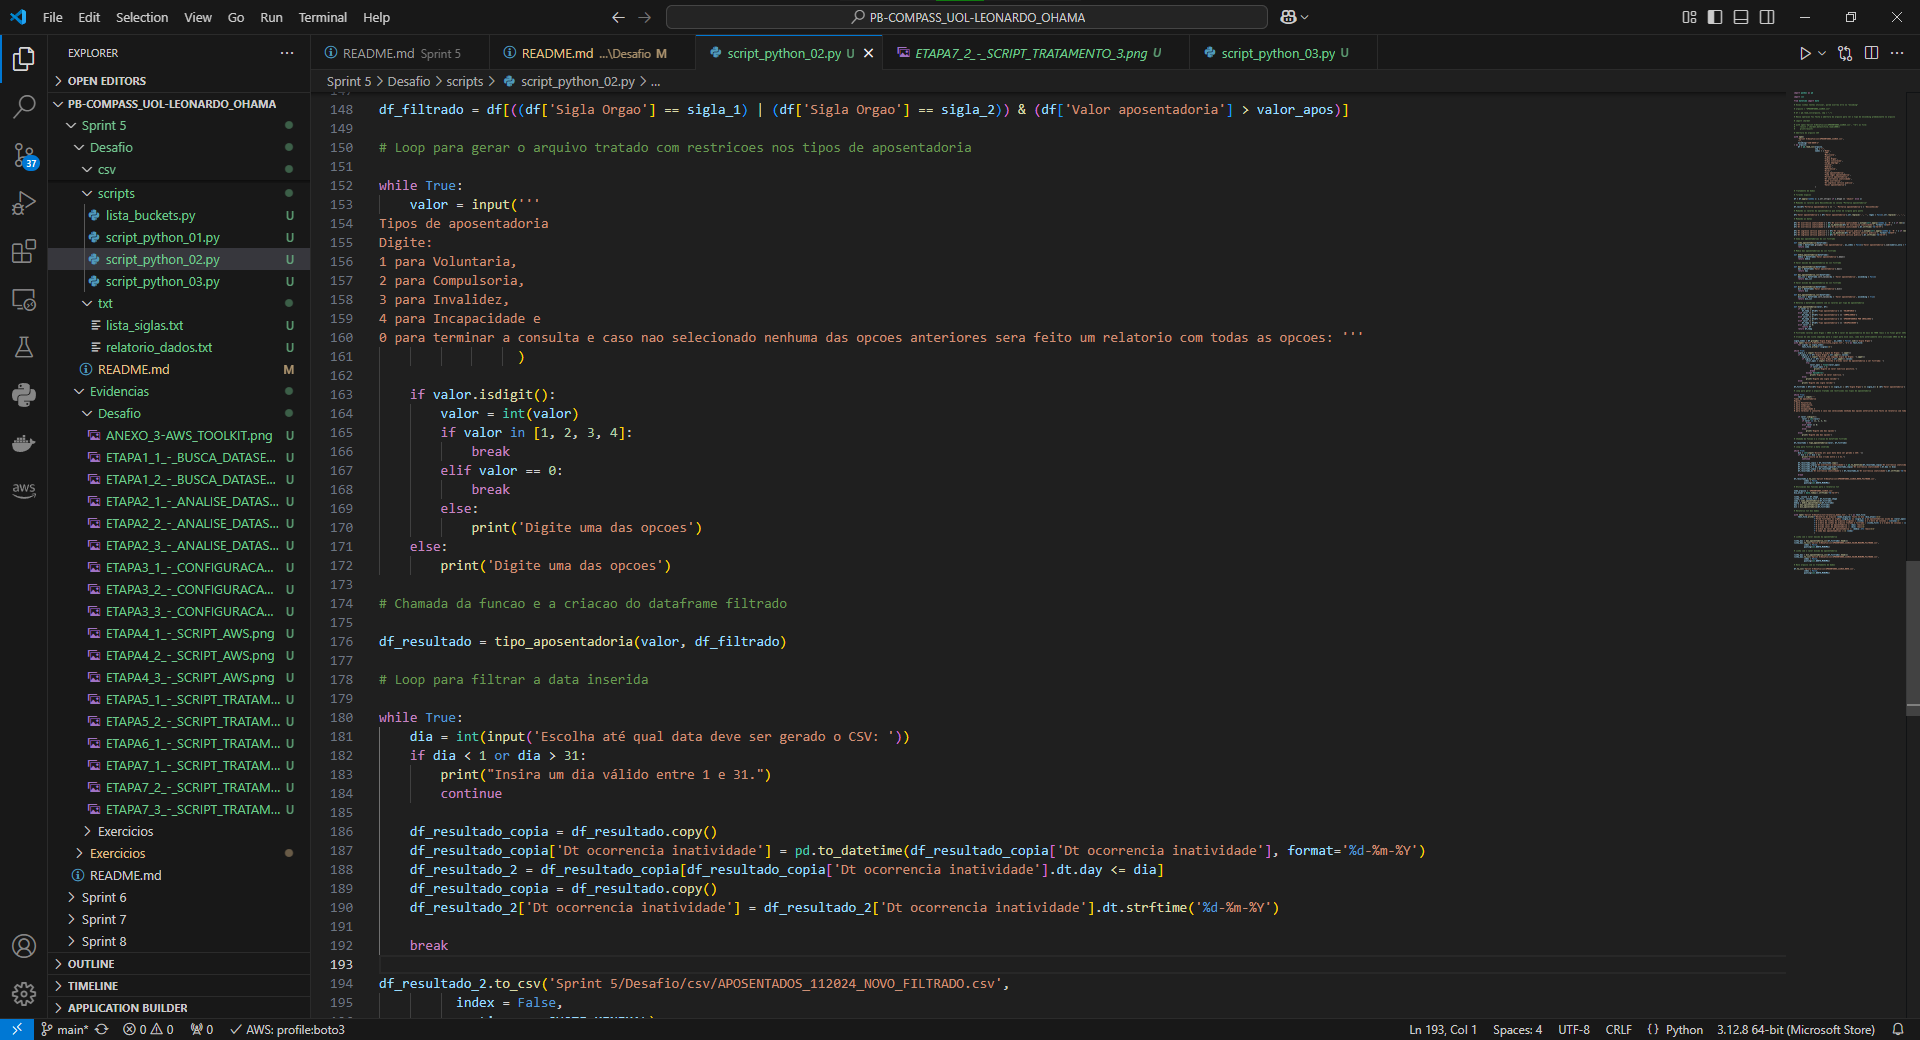 File Edit Selection View Go Run Terminal Help
PB-COMPASS_UOL-LEONARDO_OHAMA
EXPLORER
README.md Sprint 5
README.md ...\Desafio M
script_python_02.py U
ETAPA7_2_-_SCRIPT_TRATAMENTO_3.png U
script_python_03.py U
Sprint 5 > Desafio > scripts > script_python_02.py > ...
OPEN EDITORS
PB-COMPASS_UOL-LEONARDO_OHAMA
Sprint 5
Desafio
csv
scripts
lista_buckets.py U
script_python_01.py U
script_python_02.py U
script_python_03.py U
txt
lista_siglas.txt U
relatorio_dados.txt U
README.md M
Evidencias
Desafio
ANEXO_3-AWS_TOOLKIT.png U
ETAPA1_1_-_BUSCA_DATASE... U
ETAPA1_2_-_BUSCA_DATASE... U
ETAPA2_1_-_ANALISE_DATAS... U
ETAPA2_2_-_ANALISE_DATAS... U
ETAPA2_3_-_ANALISE_DATAS... U
ETAPA3_1_-_CONFIGURACA... U
ETAPA3_2_-_CONFIGURACA... U
ETAPA3_3_-_CONFIGURACA... U
ETAPA4_1_-_SCRIPT_AWS.png U
ETAPA4_2_-_SCRIPT_AWS.png U
ETAPA4_3_-_SCRIPT_AWS.png U
ETAPA5_1_-_SCRIPT_TRATAM... U
ETAPA5_2_-_SCRIPT_TRATAM... U
ETAPA6_1_-_SCRIPT_TRATAM... U
ETAPA7_1_-_SCRIPT_TRATAM... U
ETAPA7_2_-_SCRIPT_TRATAM... U
ETAPA7_3_-_SCRIPT_TRATAM... U
Exercicios
Exercicios
README.md
Sprint 6
Sprint 7
Sprint 8
OUTLINE
TIMELINE
APPLICATION BUILDER
37
aws
148 df_filtrado = df[((df['Sigla Orgao'] == sigla_1) | (df['Sigla Orgao'] == sigla_2)) & (df['Valor aposentadoria'] > valor_apos)]
149
150 # Loop para gerar o arquivo tratado com restricoes nos tipos de aposentadoria
151
152 while True:
153     valor = input('''
154 Tipos de aposentadoria
155 Digite:
156 1 para Voluntaria,
157 2 para Compulsoria,
158 3 para Invalidez,
159 4 para Incapacidade e
160 0 para terminar a consulta e caso nao selecionado nenhuma das opcoes anteriores sera feito um relatorio com todas as opcoes: '''
161                   )
162
163     if valor.isdigit():
164         valor = int(valor)
165         if valor in [1, 2, 3, 4]:
166             break
167         elif valor == 0:
168             break
169         else:
170             print('Digite uma das opcoes')
171     else:
172         print('Digite uma das opcoes')
173
174 # Chamada da funcao e a criacao do dataframe filtrado
175
176 df_resultado = tipo_aposentadoria(valor, df_filtrado)
177
178 # Loop para filtrar a data inserida
179
180 while True:
181     dia = int(input('Escolha até qual data deve ser gerado o CSV: '))
182     if dia < 1 or dia > 31:
183         print("Insira um dia válido entre 1 e 31.")
184         continue
185
186     df_resultado_copia = df_resultado.copy()
187     df_resultado_copia['Dt ocorrencia inatividade'] = pd.to_datetime(df_resultado_copia['Dt ocorrencia inatividade'], format='%d-%m-%Y')
188     df_resultado_2 = df_resultado_copia[df_resultado_copia['Dt ocorrencia inatividade'].dt.day <= dia]
189     df_resultado_copia = df_resultado.copy()
190     df_resultado_2['Dt ocorrencia inatividade'] = df_resultado_2['Dt ocorrencia inatividade'].dt.strftime('%d-%m-%Y')
191
192     break
193
194 df_resultado_2.to_csv('Sprint 5/Desafio/csv/APOSENTADOS_112024_NOVO_FILTRADO.csv',
195           index = False,
main* 0 0 0 AWS: profile:boto3
Ln 193, Col 1 Spaces: 4 UTF-8 CRLF {} Python 3.12.8 64-bit (Microsoft Store)